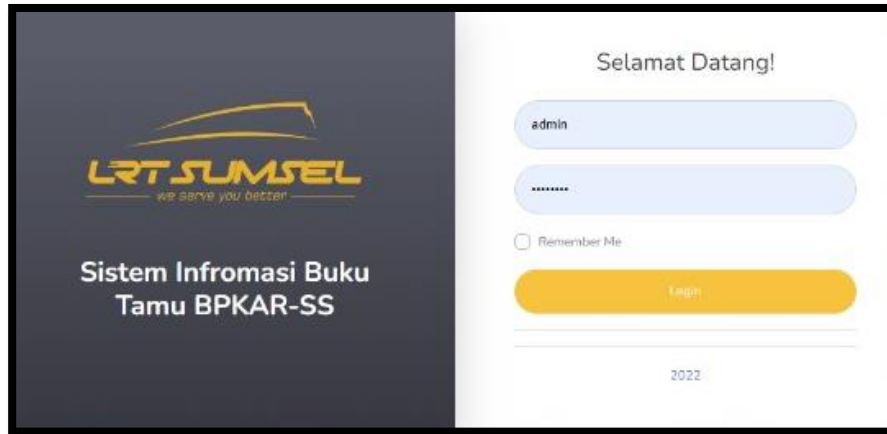 LRT SUMSEL
we serve you better
Sistem Infromasi Buku
Tamu BPKAR-SS
Selamat Datang!
admin
Remember Me
Login
2022